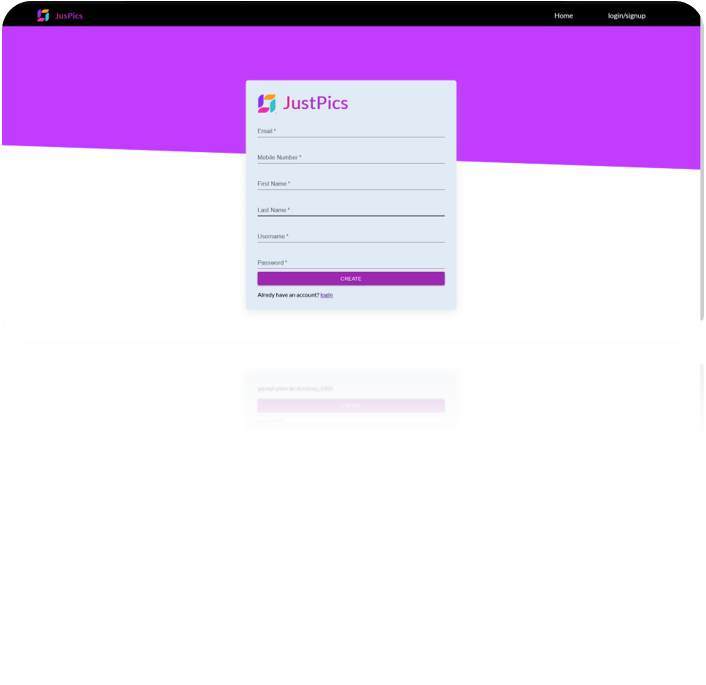 JusPics
Home login/signup
JustPics
Email *
Mobile Number *
First Name *
Last Name *
Username *
Password *
CREATE
Alredy have an account? login